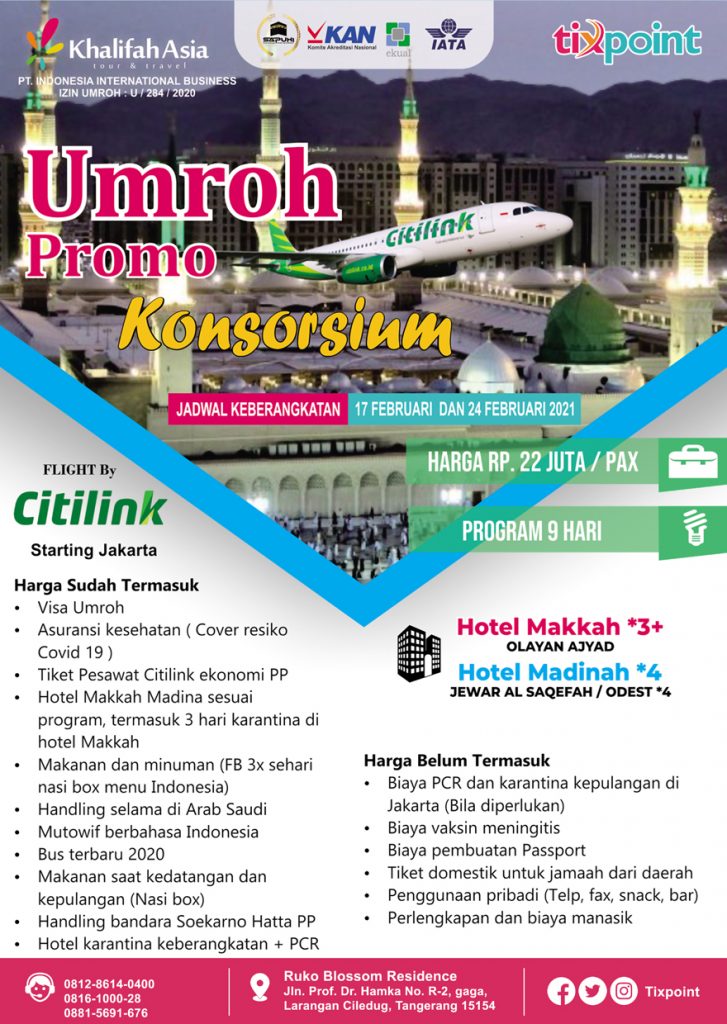 Khalifah Asia
tour & travel
PT. INDONESIA INTERNATIONAL BUSINESS
IZIN UMROH : U / 284 / 2020
SAPUHI
KAN
Komite Akreditasi Nasional
ekual
IATA
tixpoint
Umroh
Promo
Konsorsium
Citilink
JADWAL KEBERANGKATAN 17 FEBRUARI DAN 24 FEBRUARI 2021
HARGA RP. 22 JUTA / PAX
PROGRAM 9 HARI
FLIGHT By
Citilink
Starting Jakarta
Harga Sudah Termasuk
• Visa Umroh
• Asuransi kesehatan ( Cover resiko
Covid 19 )
• Tiket Pesawat Citilink ekonomi PP
• Hotel Makkah Madina sesuai
program, termasuk 3 hari karantina di
hotel Makkah
• Makanan dan minuman (FB 3x sehari
nasi box menu Indonesia)
• Handling selama di Arab Saudi
• Mutowif berbahasa Indonesia
• Bus terbaru 2020
• Makanan saat kedatangan dan
kepulangan (Nasi box)
• Handling bandara Soekarno Hatta PP
• Hotel karantina keberangkatan + PCR
Hotel Makkah *3+
OLAYAN AJYAD
Hotel Madinah *4
JEWAR AL SAQEFAH / ODEST *4
Harga Belum Termasuk
• Biaya PCR dan karantina kepulangan di
Jakarta (Bila diperlukan)
• Biaya vaksin meningitis
• Biaya pembuatan Passport
• Tiket domestik untuk jamaah dari daerah
• Penggunaan pribadi (Telp, fax, snack, bar)
• Perlengkapan dan biaya manasik
0812-8614-0400
0816-1000-28
0881-5691-676
Ruko Blossom Residence
Jln. Prof. Dr. Hamka No. R-2, gaga,
Larangan Ciledug, Tangerang 15154
Tixpoint